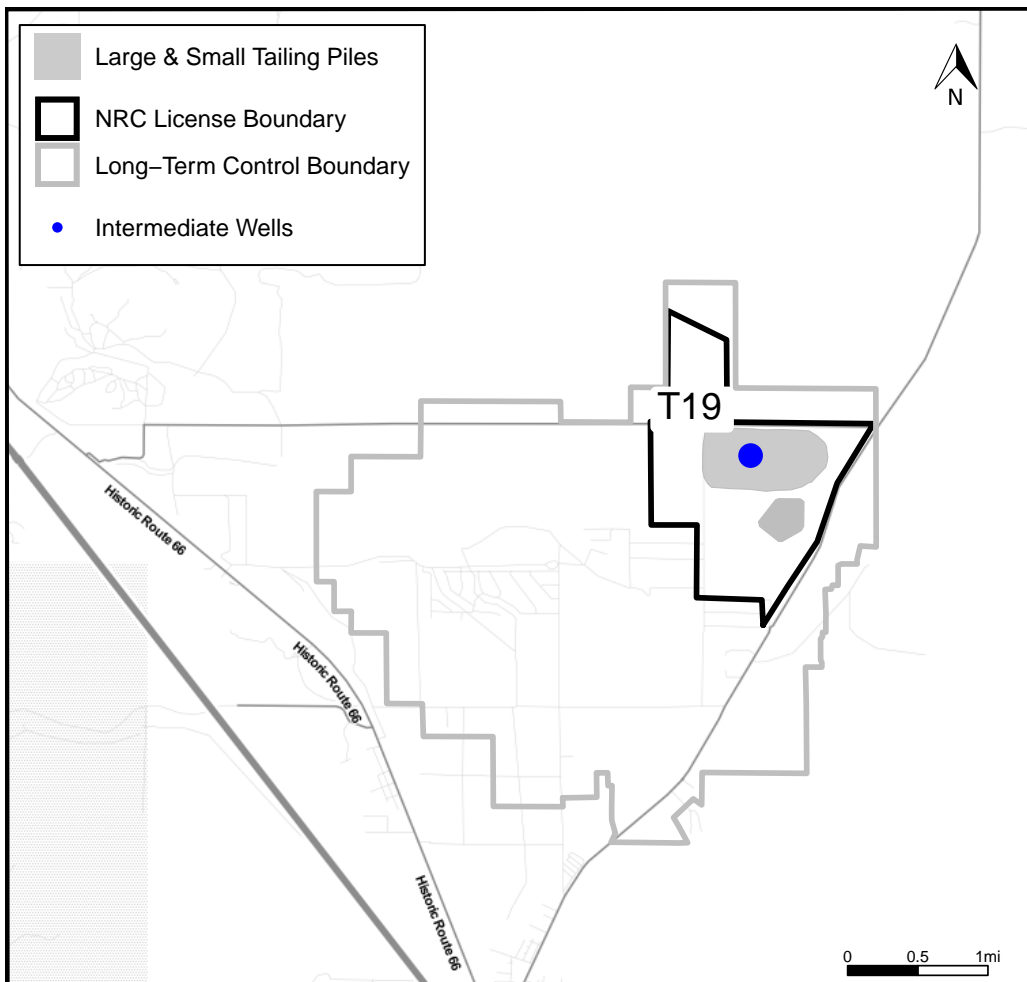 Large & Small Tailing Piles
NRC License Boundary
Long−Term Control Boundary
Intermediate Wells
N
T19
Historic Route 66
Historic Route 66
Historic Route 66
0 0.5 1mi